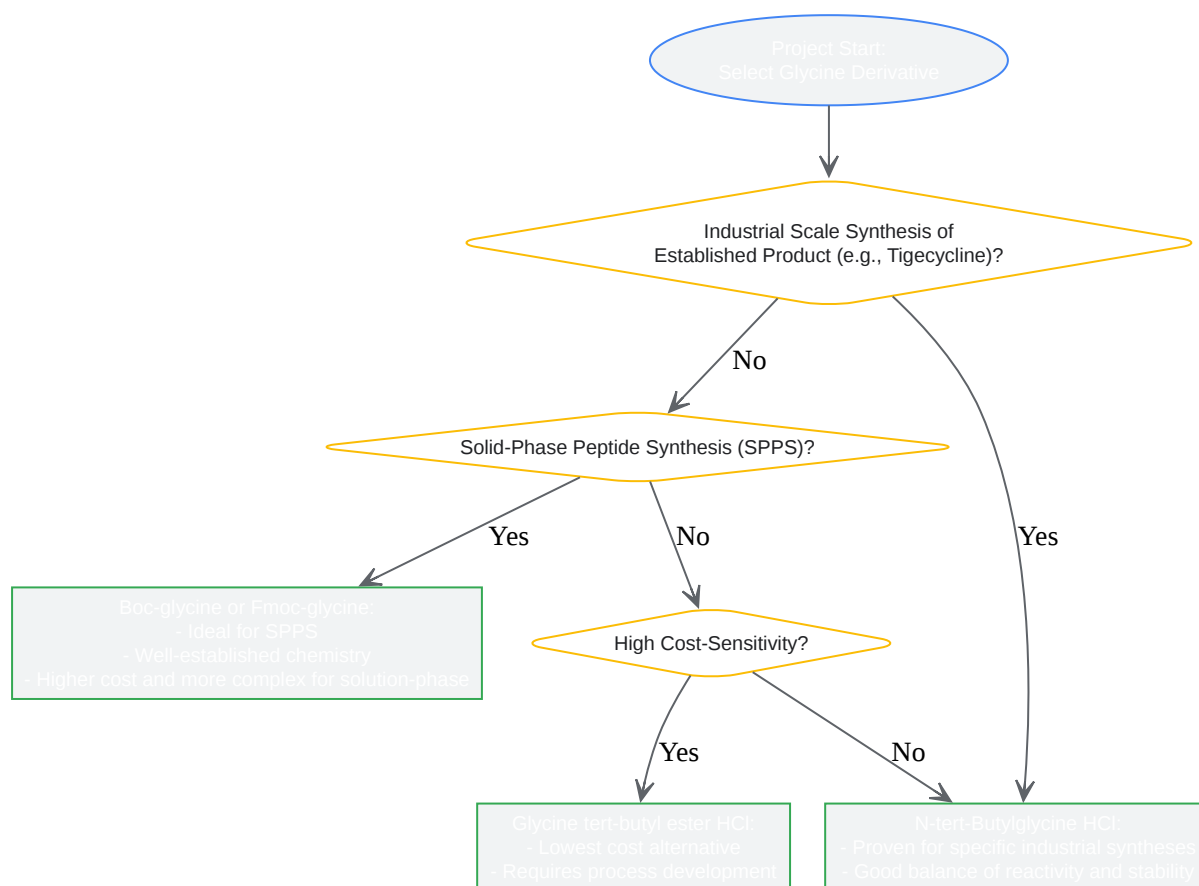 Project Start:
Select Glycine Derivative
Industrial Scale Synthesis of
Established Product (e.g., Tigecycline)?
No
Solid-Phase Peptide Synthesis (SPPS)?
Yes
No
Yes
Boc-glycine or Fmoc-glycine:
- Ideal for SPPS
- Well-established chemistry
- Higher cost and more complex for solution-phase
High Cost-Sensitivity?
Yes
No
Glycine tert-butyl ester HCl:
- Lowest cost alternative
- Requires process development
N-tert-Butylglycine HCl:
- Proven for specific industrial syntheses
- Good balance of reactivity and stability